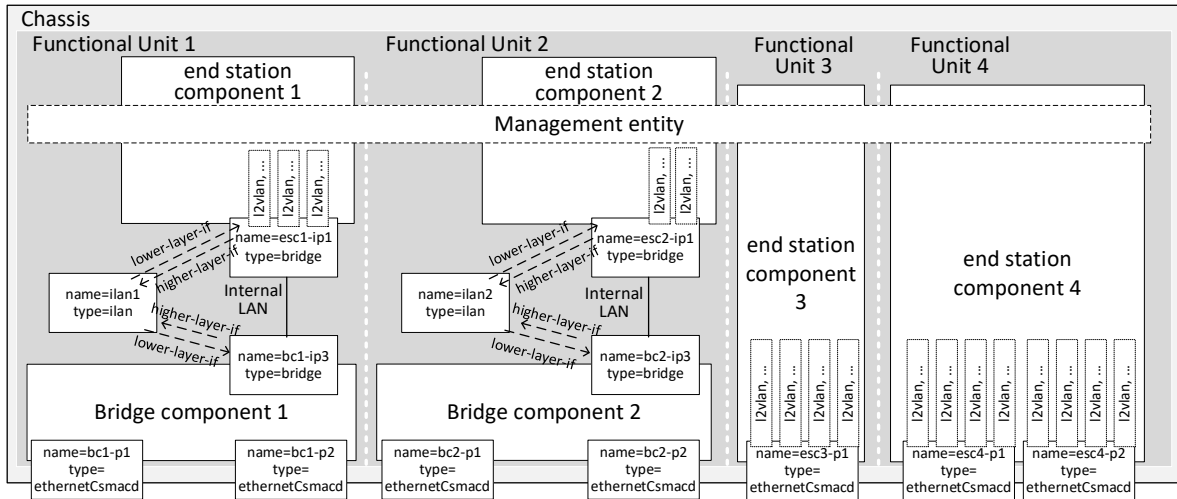 Chassis
Functional Unit 1
Functional Unit 2
Functional
Unit 3
Functional
Unit 4
end station
component 1
end station
component 2
Management entity
l2vlan, ...
l2vlan, ...
l2vlan, ...
l2vlan, ...
l2vlan, ...
lower-layer-if
higher-layer-if
name=esc1-ip1
type=bridge
lower-layer-if
higher-layer-if
name=esc2-ip1
type=bridge
end station
component
3
end station
component 4
name=ilan1
type=ilan
Internal
LAN
higher-layer-if
lower-layer-if
name=ilan2
type=ilan
Internal
LAN
higher-layer-if
lower-layer-if
name=bc1-ip3
type=bridge
name=bc2-ip3
type=bridge
l2vlan, ...
l2vlan, ...
l2vlan, ...
l2vlan, ...
l2vlan, ...
l2vlan, ...
l2vlan, ...
l2vlan, ...
l2vlan, ...
l2vlan, ...
l2vlan, ...
l2vlan, ...
Bridge component 1
Bridge component 2
name=bc1-p1
type=
ethernetCsmacd
name=bc1-p2
type=
ethernetCsmacd
name=bc2-p1
type=
ethernetCsmacd
name=bc2-p2
type=
ethernetCsmacd
name=esc3-p1
type=
ethernetCsmacd
name=esc4-p1
type=
ethernetCsmacd
name=esc4-p2
type=
ethernetCsmacd